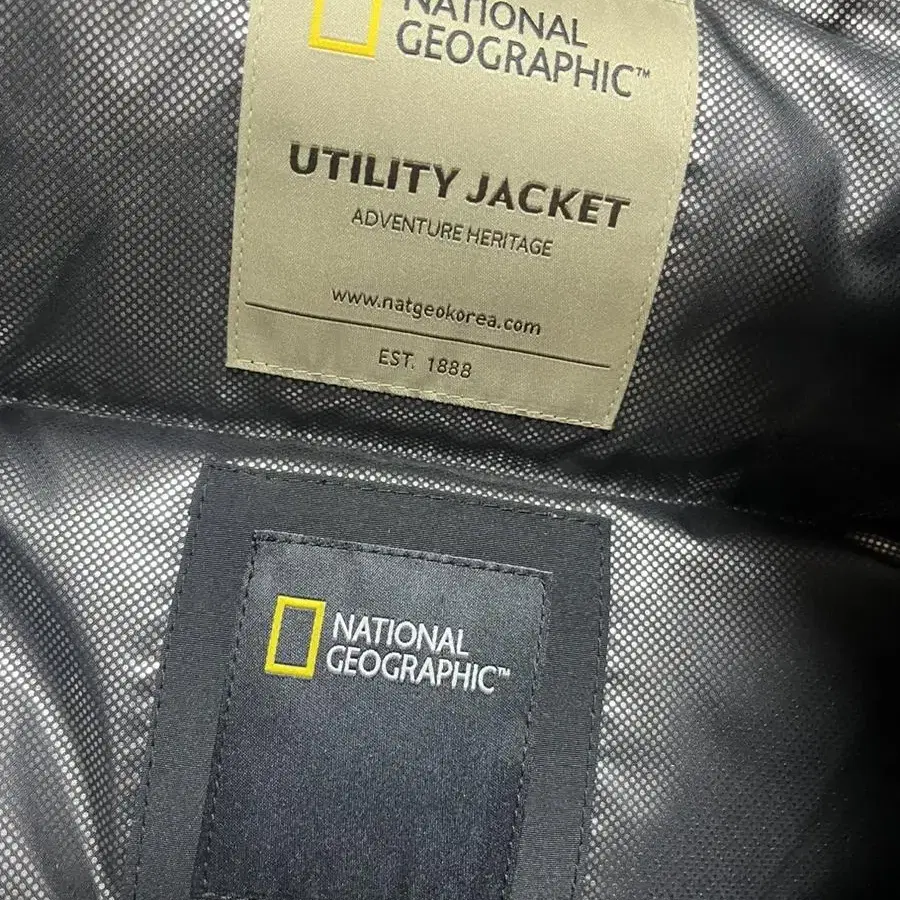 NATIONAL
GEOGRAPHIC™
UTILITY JACKET
ADVENTURE HERITAGE
www.natgeokorea.com
EST. 1888
NATIONAL
GEOGRAPHIC™